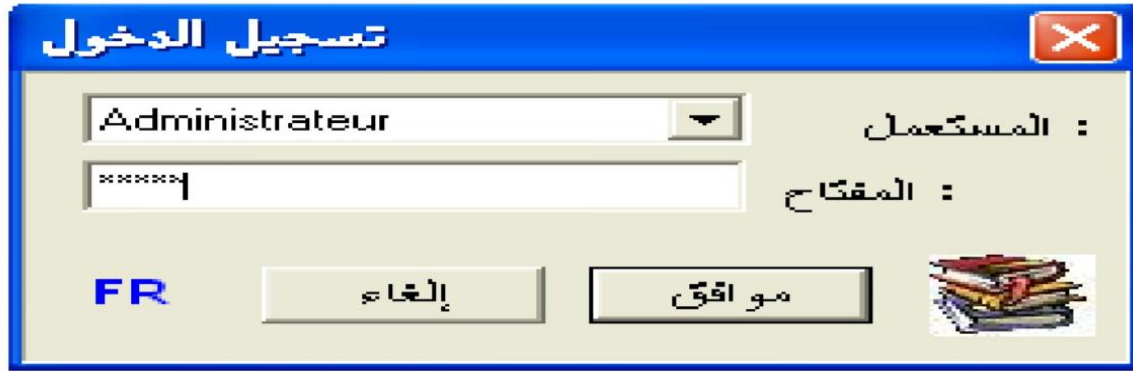 تسجيل الدخول
المستعمل :
Administrateur
المفتاح :
*****
موافق
إلغاء
FR